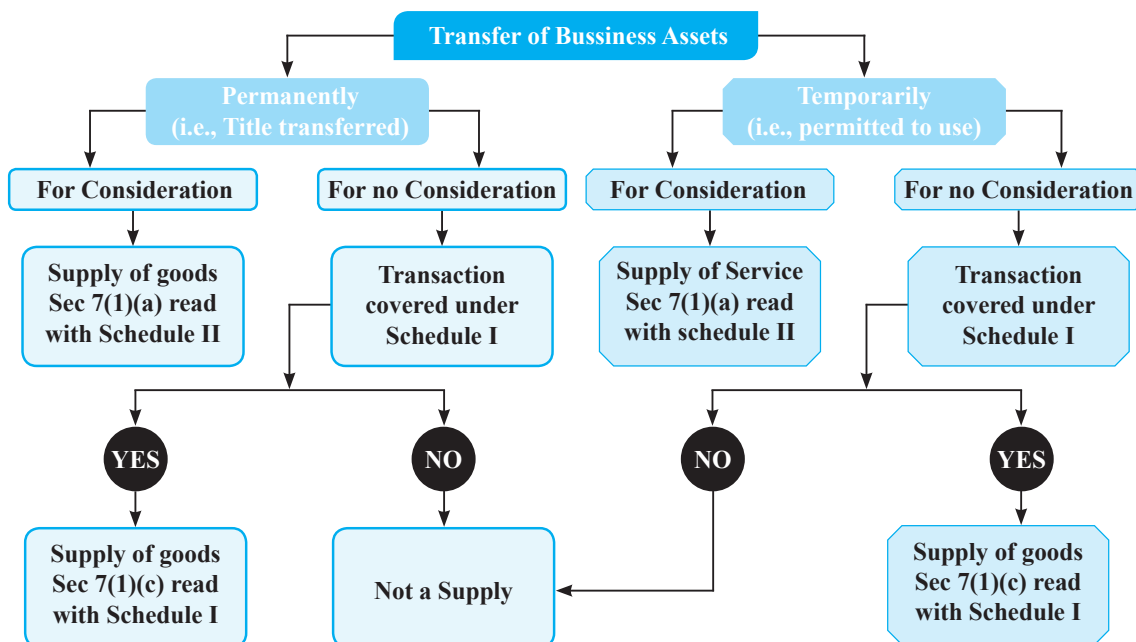 Transfer of Bussiness Assets
Permanently
(i.e., Title transferred)
Temporarily
(i.e., permitted to use)
For Consideration
For no Consideration
For Consideration
For no Consideration
Supply of goods
Sec 7(1)(a) read
with Schedule II
Transaction
covered under
Schedule I
Supply of Service
Sec 7(1)(a) read
with schedule II
Transaction
covered under
Schedule I
YES
NO
NO
YES
Supply of goods
Sec 7(1)(c) read
with Schedule I
Not a Supply
Supply of goods
Sec 7(1)(c) read
with Schedule I